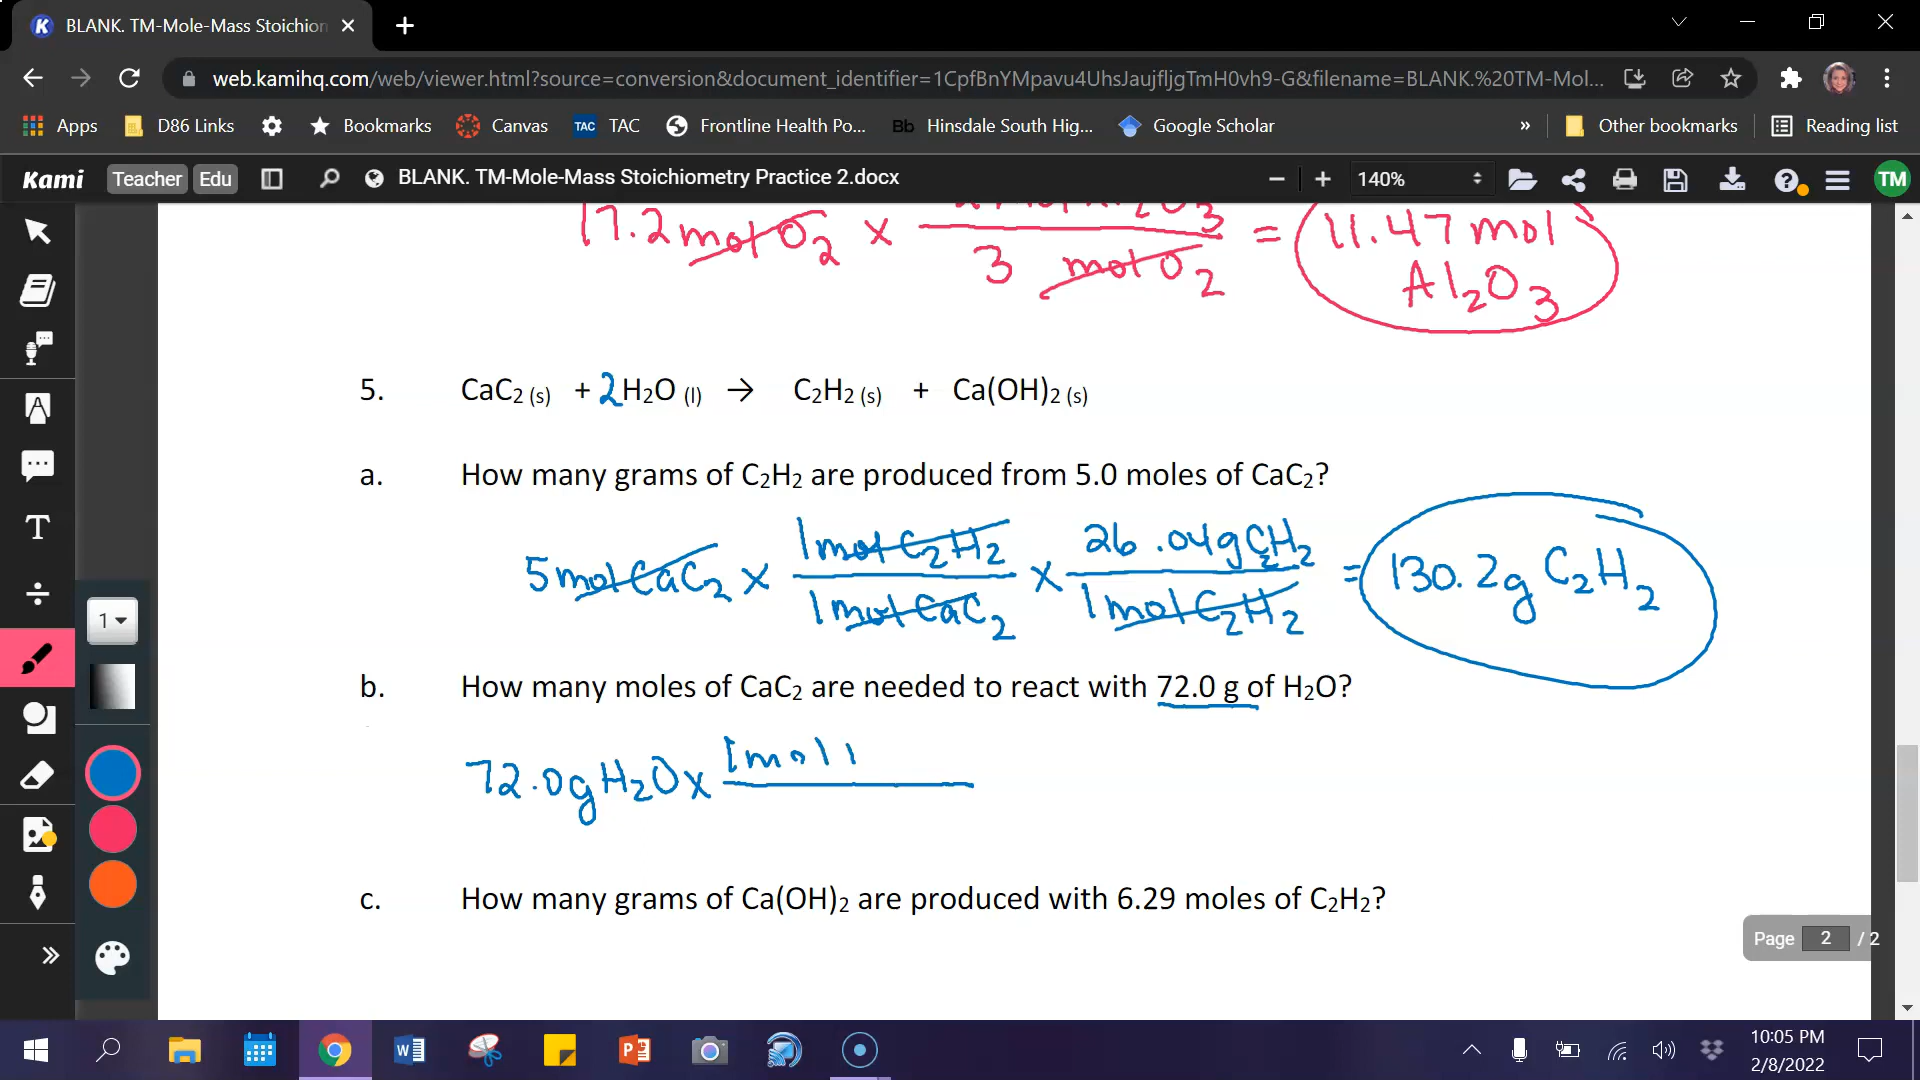 BLANK. TM-Mole-Mass Stoichion
web.kamihq.com/web/viewer.html?source=conversion&document_identifier=1CpfBnYMpavu4UhsJaujfljgTmH0vh9-G&filename=BLANK.%20TM-Mol...
Apps D86 Links Bookmarks Canvas TAC TAC Frontline Health Po... Bb Hinsdale South Hig... Google Scholar » Other bookmarks Reading list
Kami Teacher Edu BLANK. TM-Mole-Mass Stoichiometry Practice 2.docx − + 140% TM
17.2 mol O2 x = 11.47 mol
3 mol O2 Al2O3
5. CaC2 (s) + 2H2O (l) → C2H2 (s) + Ca(OH)2 (s)
a. How many grams of C2H2 are produced from 5.0 moles of CaC2?
1 mol C2H2 26.04g C2H2
5 mol CaC2 x x = 130.2g C2H2
1 mol CaC2 1 mol C2H2
b. How many moles of CaC2 are needed to react with 72.0 g of H2O?
1 mol
72.0g H2O x
c. How many grams of Ca(OH)2 are produced with 6.29 moles of C2H2?
Page 2 / 2
T
1
10:05 PM
2/8/2022